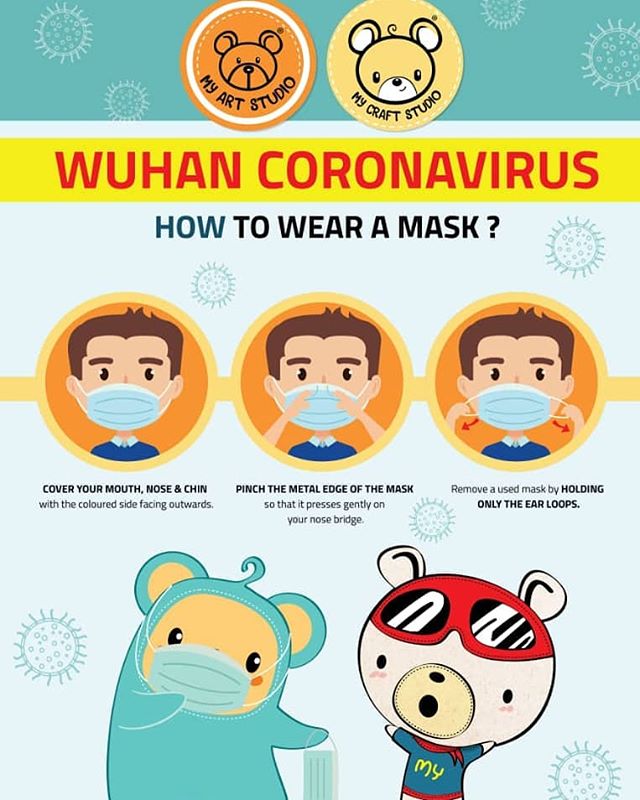 MY ART STUDIO
MY CRAFT STUDIO
WUHAN CORONAVIRUS
HOW TO WEAR A MASK ?
COVER YOUR MOUTH, NOSE & CHIN
with the coloured side facing outwards.
PINCH THE METAL EDGE OF THE MASK
so that it presses gently on
your nose bridge.
Remove a used mask by HOLDING
ONLY THE EAR LOOPS.
MY